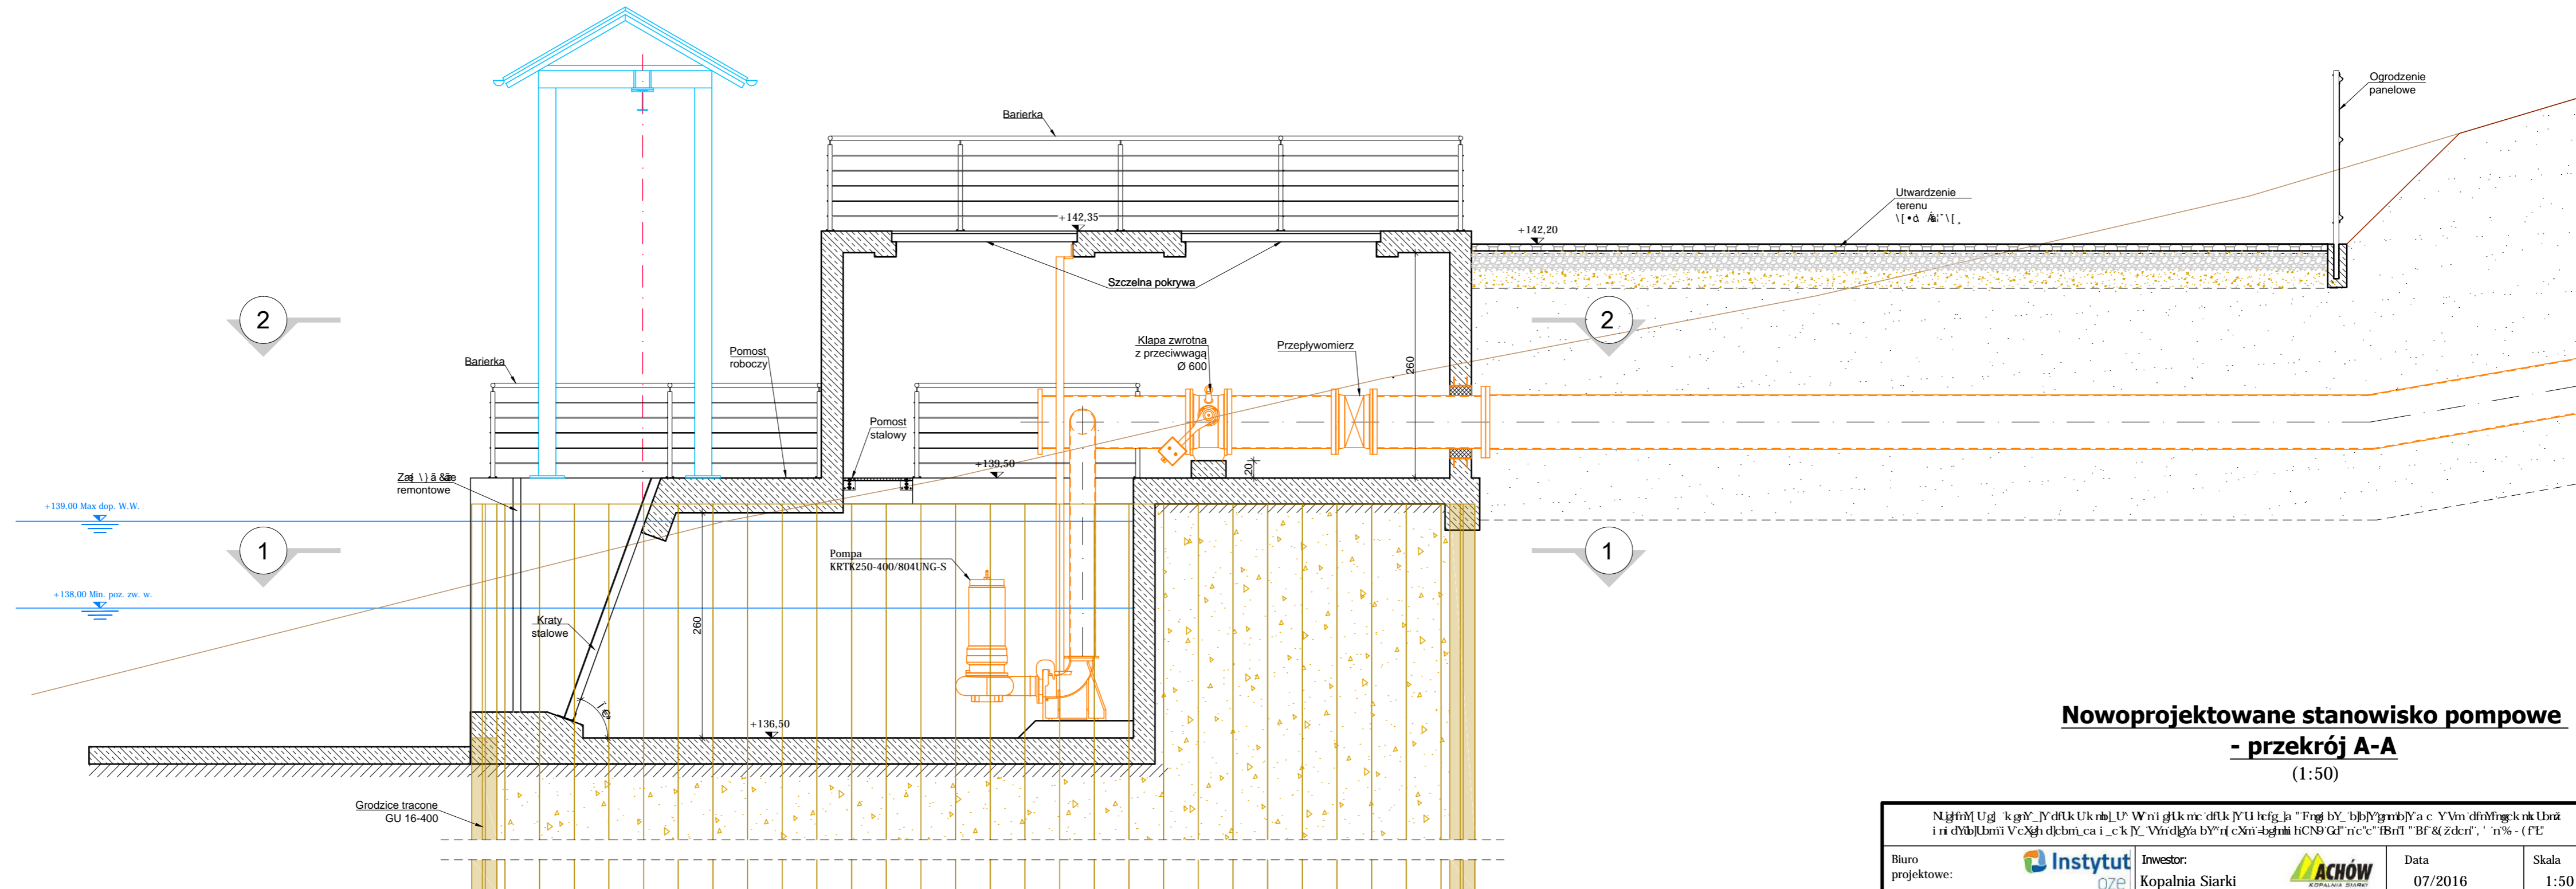 Ogrodzenie
panelowe
Barierka
Utwardzenie
terenu
+142,35
+142,20
Szczelna pokrywa
2
2
Klapa zwrotna
z przeciwwagą
Ø 600
Przepływomierz
Pomost
roboczy
Barierka
260
Pomost
stalowy
+139,50
20
remontowe
+139,00 Max dop. W.W.
1
1
Pompa
KRTK250-400/804UNG-S
+138,00 Min. poz. zw. w.
Kraty
stalowe
260
+136,50
Nowoprojektowane stanowisko pompowe
- przekrój A-A
(1:50)
Grodzice tracone
GU 16-400
Biuro
projektowe:
Instytut
oze
Inwestor:
Kopalnia Siarki
MACHÓW
KOPALNIA SIARKI
Data
07/2016
Skala
1:50